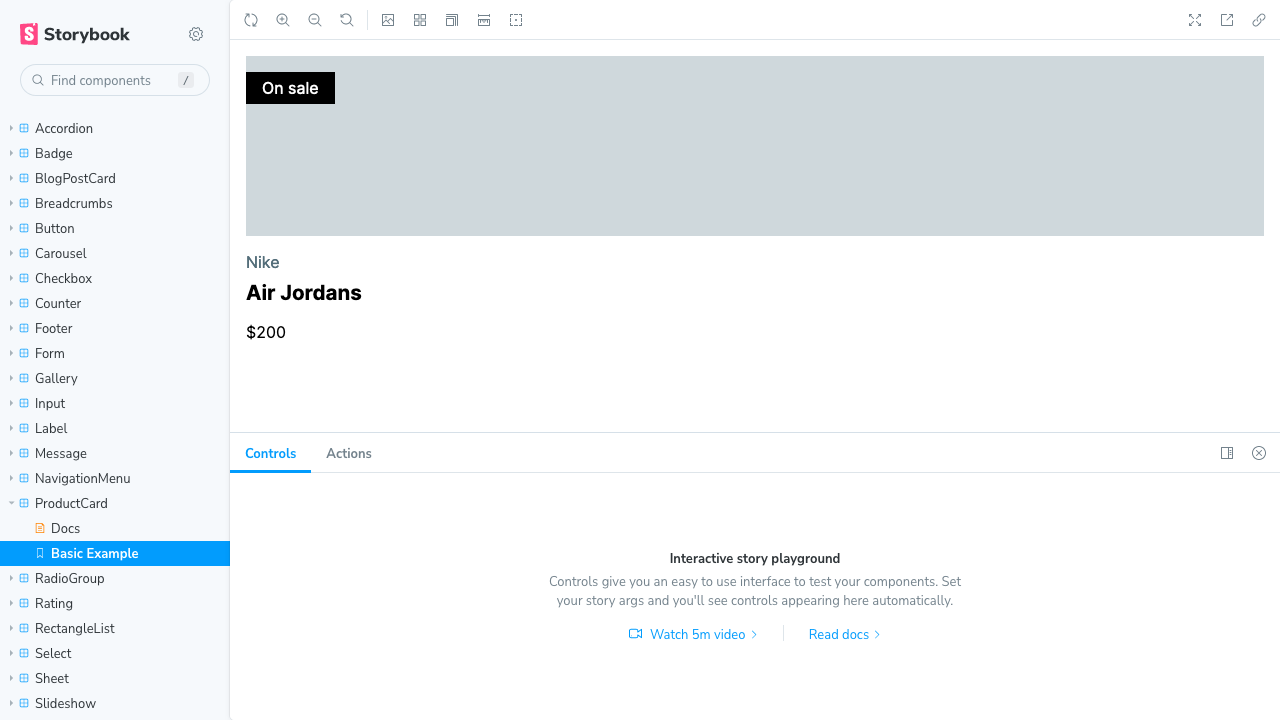 Storybook
Find components
/
Accordion
Badge
BlogPostCard
Breadcrumbs
Button
Carousel
Checkbox
Counter
Footer
Form
Gallery
Input
Label
Message
NavigationMenu
ProductCard
Docs
Basic Example
RadioGroup
Rating
RectangleList
Select
Sheet
Slideshow
On sale
Nike
Air Jordans
$200
Controls
Actions
Interactive story playground
Controls give you an easy to use interface to test your components. Set
your story args and you'll see controls appearing here automatically.
Watch 5m video
Read docs